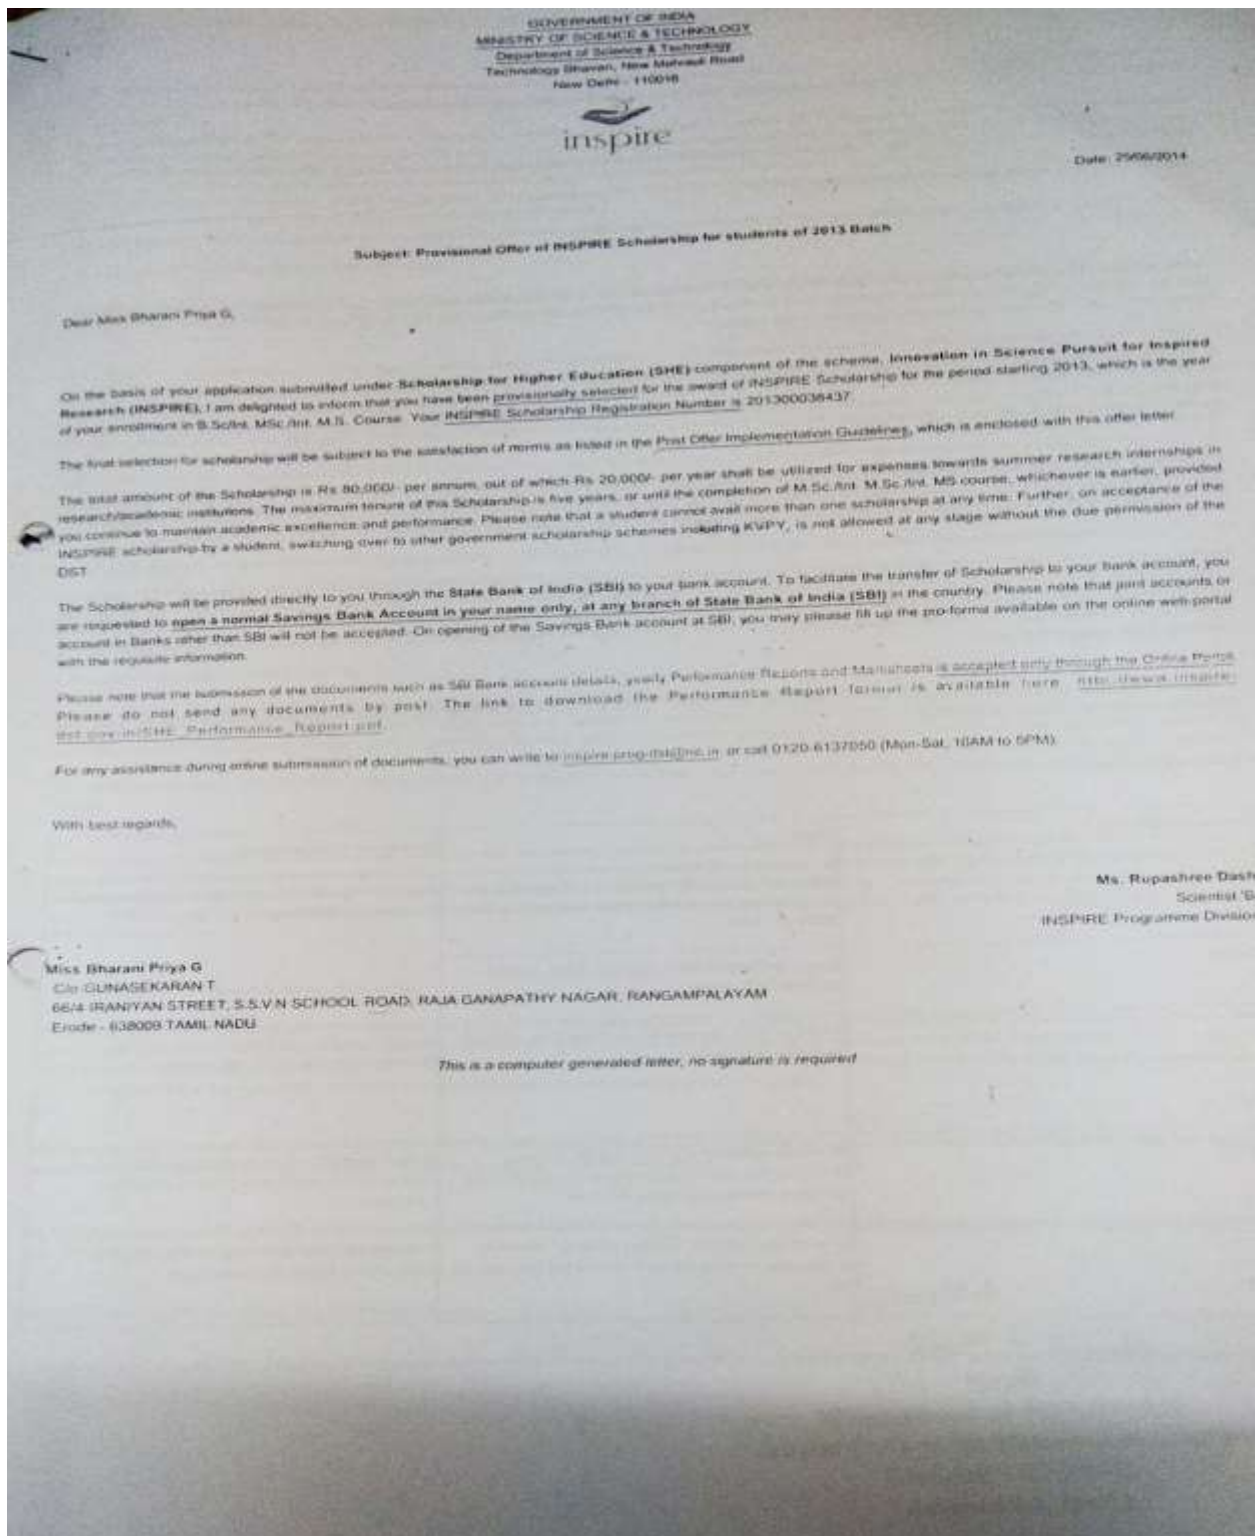 GOVERNMENT OF INDIA
MINISTRY OF SCIENCE & TECHNOLOGY
Department of Science & Technology
Technology Bhavan, New Mehrauli Road
New Delhi - 110016
inspire
Date: 25/06/2014
Subject: Provisional Offer of INSPIRE Scholarship for students of 2013 Batch
Dear Miss Bharani Priya G,
On the basis of your application submitted under Scholarship for Higher Education (SHE) component of the scheme, Innovation in Science Pursuit for Inspired
Research (INSPIRE), I am delighted to inform that you have been provisionally selected for the award of INSPIRE Scholarship for the period starting 2013, which is the year
of your enrollment in B.Sc/Int. MSc./Int. M.S. Course. Your INSPIRE Scholarship Registration Number is 201300036437.
The final selection for scholarship will be subject to the satisfaction of norms as listed in the Post Offer Implementation Guidelines, which is enclosed with this offer letter.
The total amount of the Scholarship is Rs 80,000/- per annum, out of which Rs 20,000/- per year shall be utilized for expenses towards summer research internships in
research/academic institutions. The maximum tenure of this Scholarship is five years, or until the completion of M.Sc./Int. M.Sc./Int. MS course, whichever is earlier, provided
you continue to maintain academic excellence and performance. Please note that a student cannot avail more than one scholarship at any time. Further, on acceptance of the
INSPIRE scholarship by a student, switching over to other government scholarship schemes including KVPY, is not allowed at any stage without the due permission of the
DST.
The Scholarship will be provided directly to you through the State Bank of India (SBI) to your bank account. To facilitate the transfer of Scholarship to your bank account, you
are requested to open a normal Savings Bank Account in your name only, at any branch of State Bank of India (SBI) in the country. Please note that joint accounts or
account in Banks other than SBI will not be accepted. On opening of the Savings Bank account at SBI, you may please fill up the pro-forma available on the online web-portal
with the requisite information.
Please note that the submission of the documents such as SBI Bank account details, yearly Performance Reports and Marksheets is accepted only through the Online Portal.
Please do not send any documents by post. The link to download the Performance Report format is available here
dst.gov.in/SHE_Performance_Report.pdf.
For any assistance during online submission of documents, you can write to or call 0120-6137050 (Mon-Sat, 10AM to 5PM).
With best regards,
Ms. Rupashree Dash
Scientist 'B
INSPIRE Programme Division
Miss Bharani Priya G
C/o GUNASEKARAN T
66/4 IRANIYAN STREET, S.S.V.N SCHOOL ROAD, RAJA GANAPATHY NAGAR, RANGAMPALAYAM
Erode - 638009 TAMIL NADU
This is a computer generated letter, no signature is required